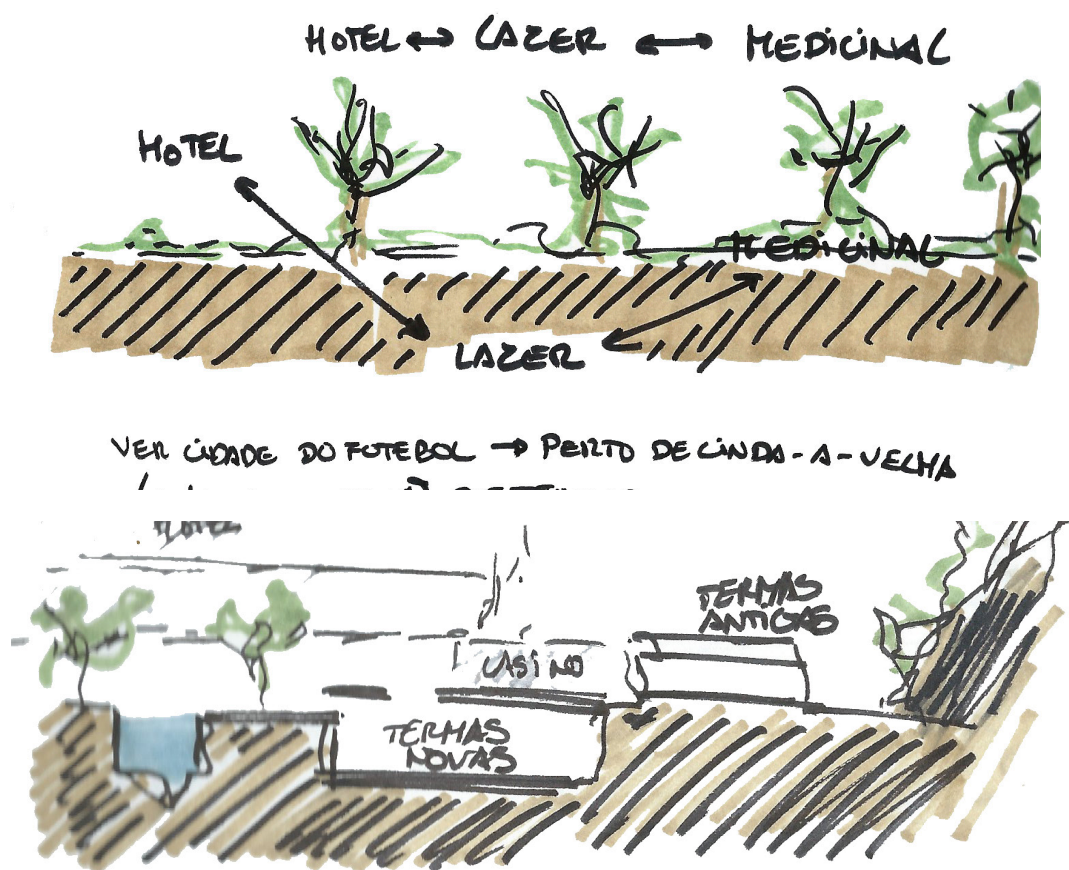 HOTEL ↔ LAZER ↔ MEDICINAL
HOTEL
MEDICINAL
LAZER
VER CIDADE DO FUTEBOL → PERTO DE LINDA-A-VELHA
HOTEL
TERMAS
ANTIGAS
CASINO
TERMAS
NOVAS